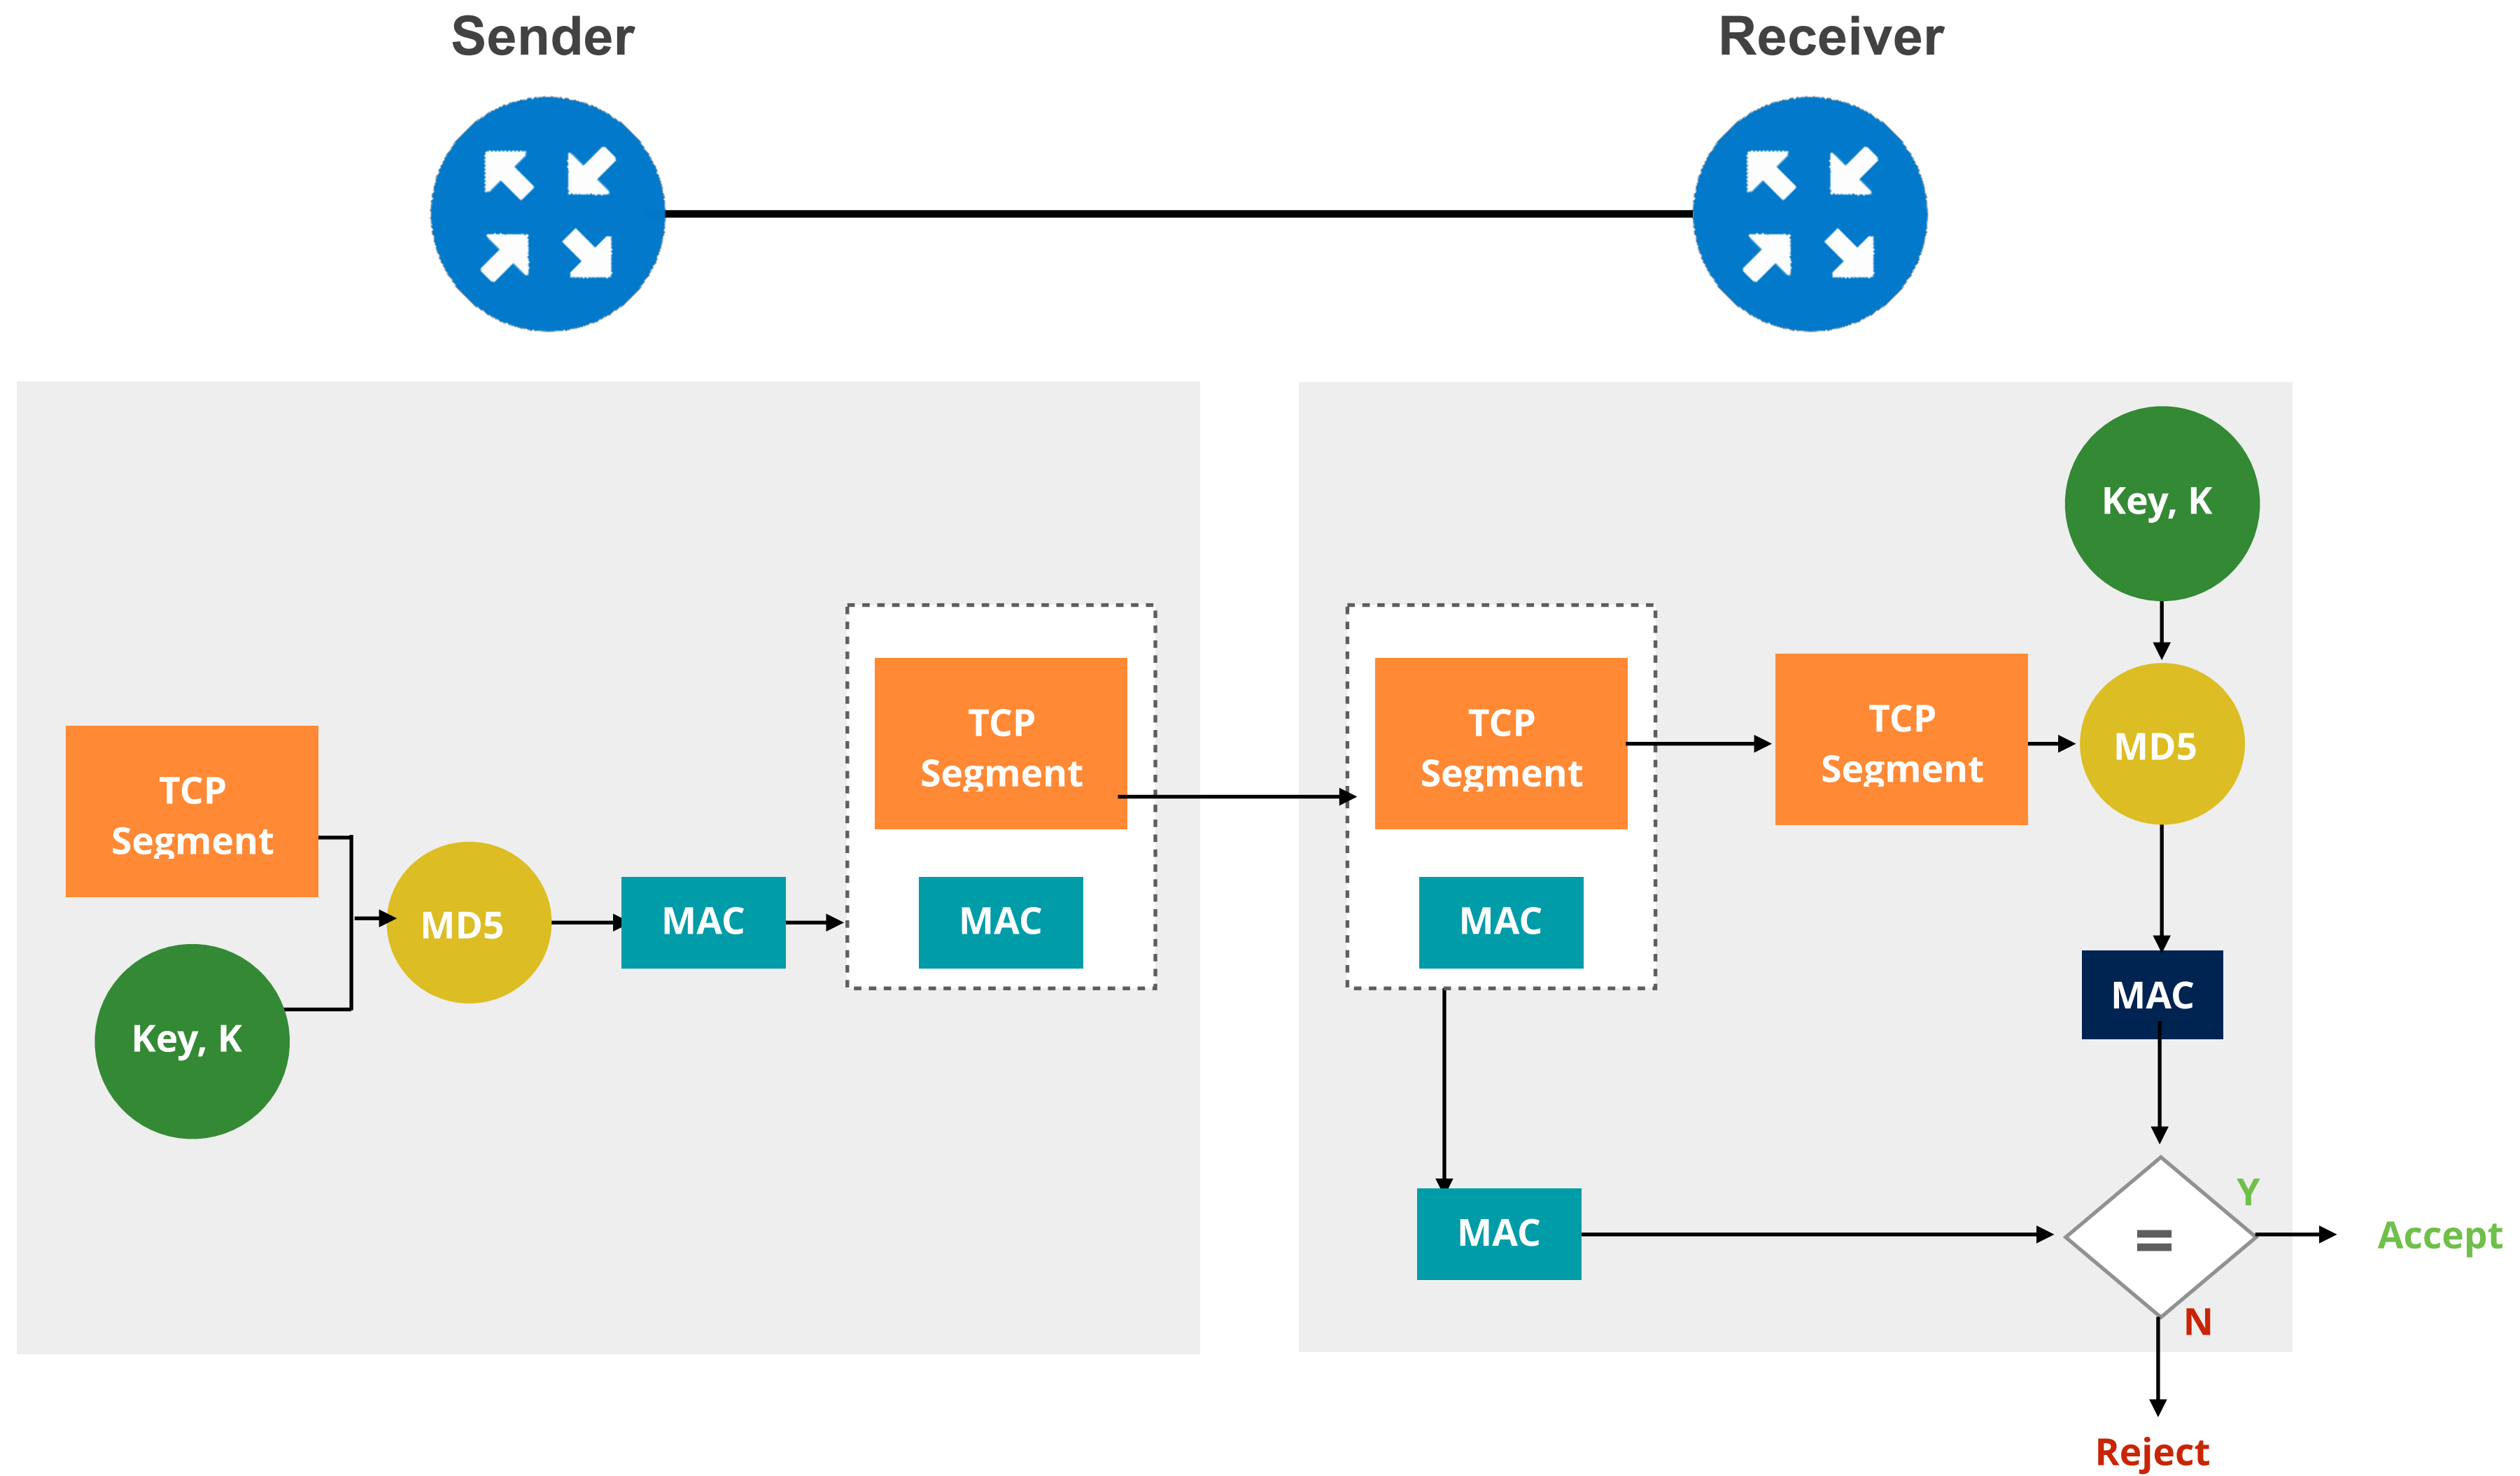 Sender
Receiver
TCP
Segment
Key, K
MD5
MAC
TCP
Segment
MAC
TCP
Segment
MAC
TCP
Segment
Key, K
MD5
MAC
MAC
=
Y
Accept
N
Reject